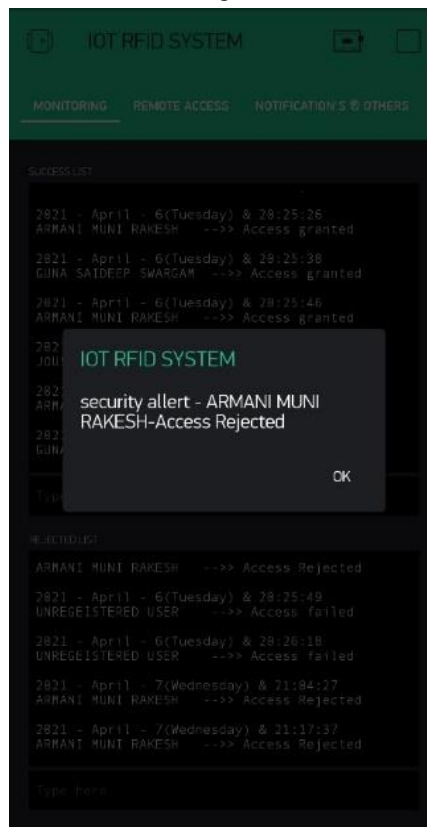 IOT RFID SYSTEM
MONITORING REMOTE ACCESS NOTIFICATION'S & OTHERS
SUCCESS LIST
2021 - April - 6(Tuesday) & 20:25:26
ARMANI MUNI RAKESH -->> Access granted
2021 - April - 6(Tuesday) & 20:25:38
GUNA SAIDEEP SWARGAM -->> Access granted
2021 - April - 6(Tuesday) & 20:25:46
ARMANI MUNI RAKESH -->> Access granted
IOT RFID SYSTEM
security allert - ARMANI MUNI
RAKESH-Access Rejected
OK
REJECTED LIST
ARMANI MUNI RAKESH -->> Access Rejected
2021 - April - 6(Tuesday) & 20:25:49
UNREGEISTERED USER -->> Access failed
2021 - April - 6(Tuesday) & 20:26:18
UNREGEISTERED USER -->> Access failed
2021 - April - 7(Wednesday) & 21:04:27
ARMANI MUNI RAKESH -->> Access Rejected
2021 - April - 7(Wednesday) & 21:17:37
ARMANI MUNI RAKESH -->> Access Rejected
Type here